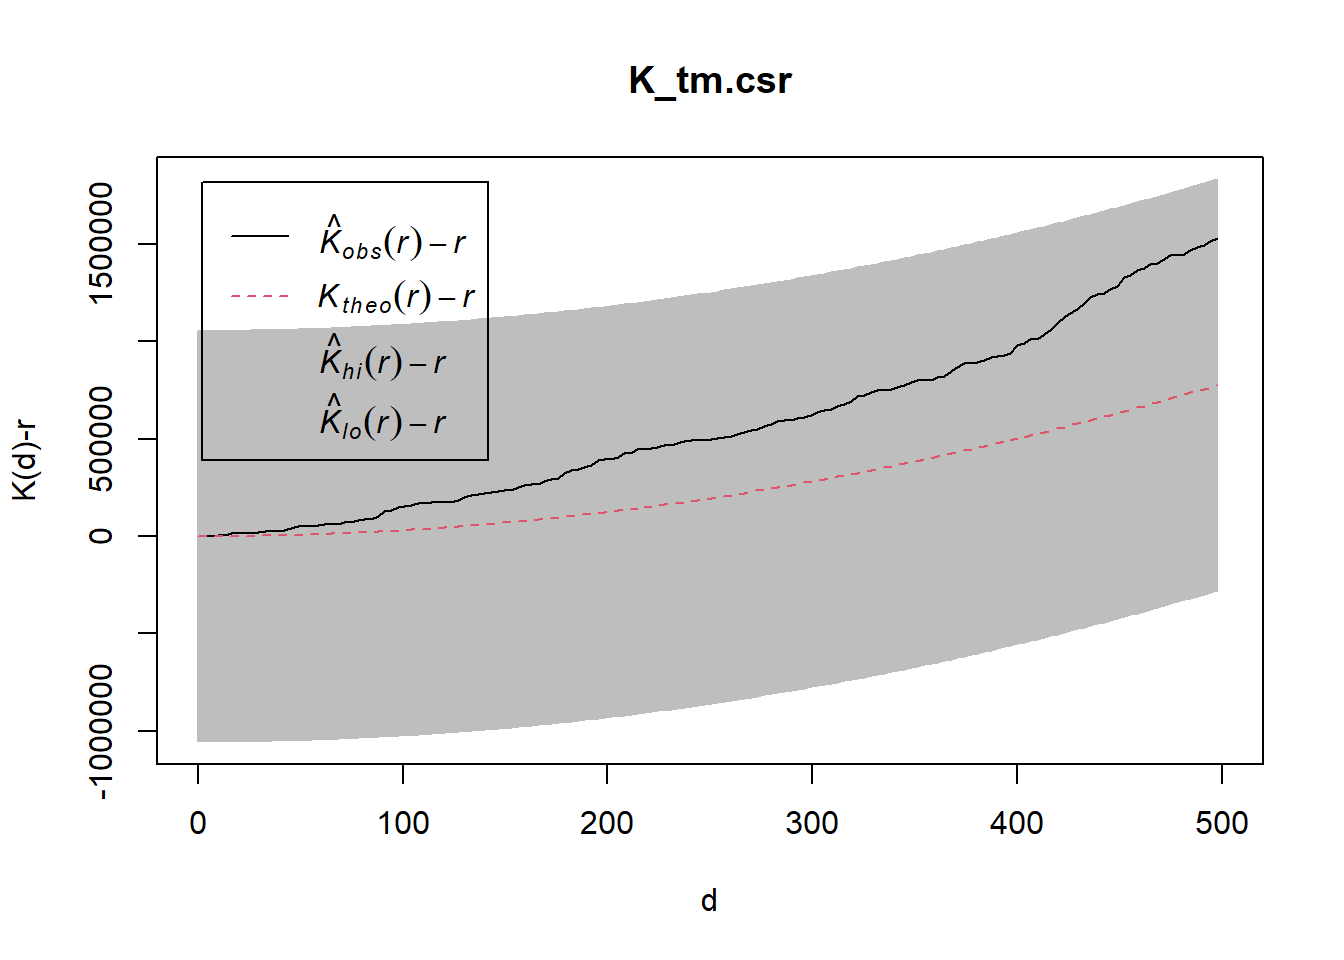 K_tm.csr
K̂obs(r) − r
Ktheo(r) − r
K̂hi(r) − r
K̂lo(r) − r
K(d)-r
1500000
500000
0
-1000000
0 100 200 300 400 500
d